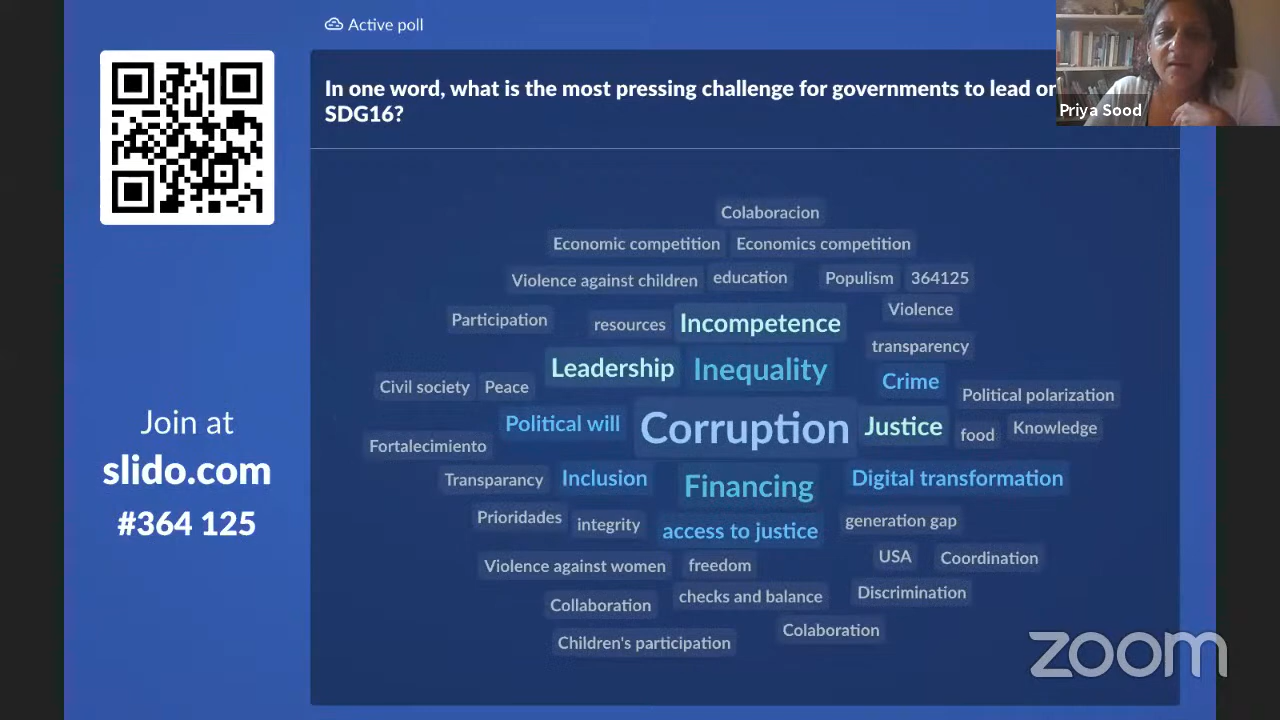 Active poll
In one word, what is the most pressing challenge for governments to lead on
SDG16?
Priya Sood
Join at
slido.com
#364 125
Colaboracion
Economic competition
Economics competition
Violence against children
education
Populism
364125
Violence
Participation
resources
Incompetence
transparency
Leadership
Inequality
Crime
Civil society
Peace
Political polarization
Political will
Corruption
Justice
food
Knowledge
Fortalecimiento
Transparancy
Inclusion
Financing
Digital transformation
Prioridades
integrity
access to justice
generation gap
Violence against women
freedom
USA
Coordination
Collaboration
checks and balance
Discrimination
Children's participation
Colaboration
zoom